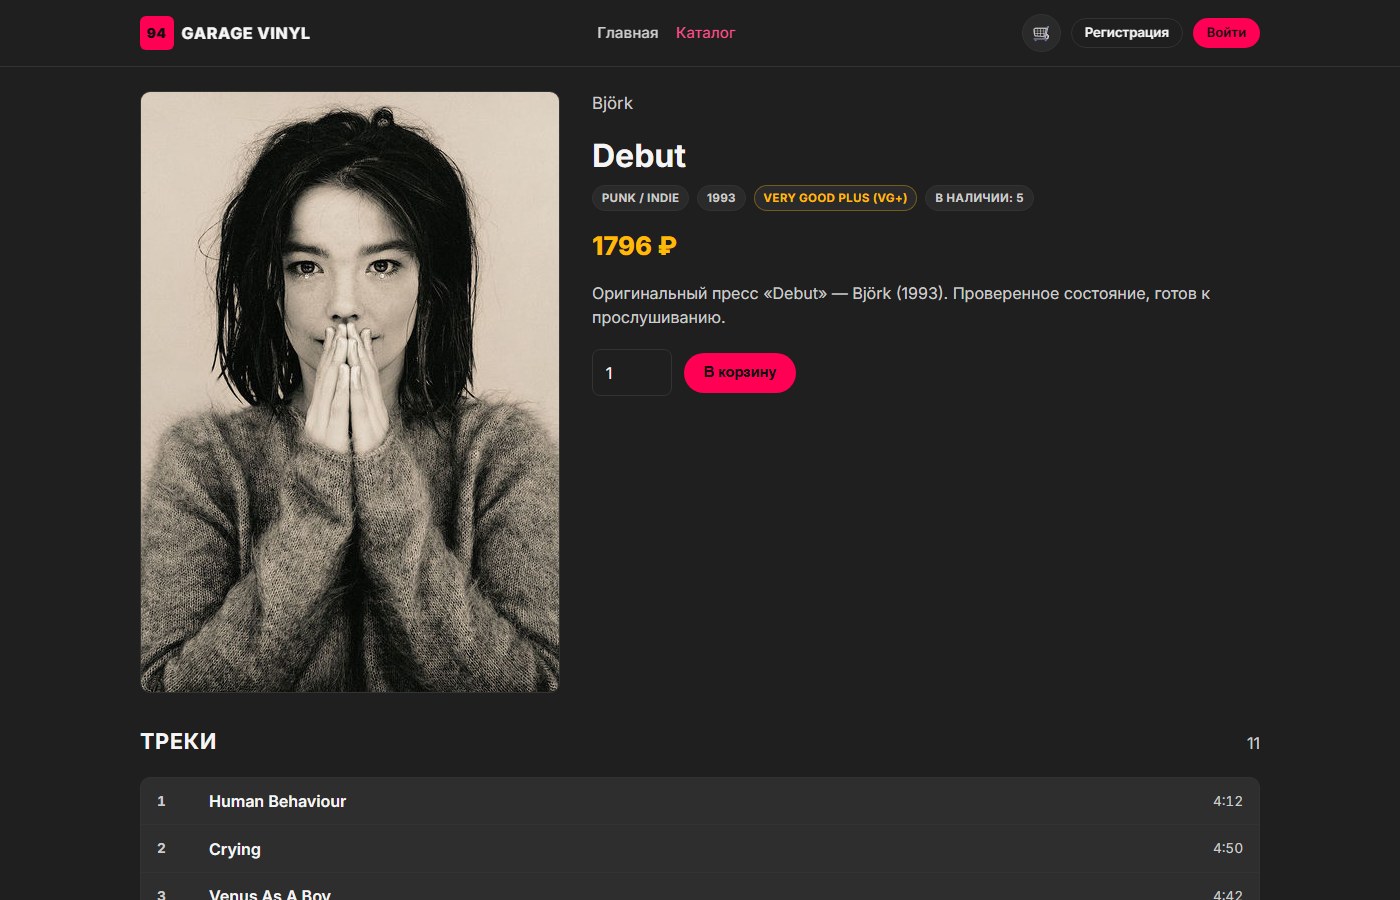 94 GARAGE VINYL Главная Каталог Регистрация Войти
Björk
Debut
PUNK / INDIE 1993 VERY GOOD PLUS (VG+) В НАЛИЧИИ: 5
1796 ₽
Оригинальный пресс «Debut» — Björk (1993). Проверенное состояние, готов к
прослушиванию.
1 В корзину
ТРЕКИ 11
1 Human Behaviour 4:12
2 Crying 4:50
3 Venus As A Boy 4:42